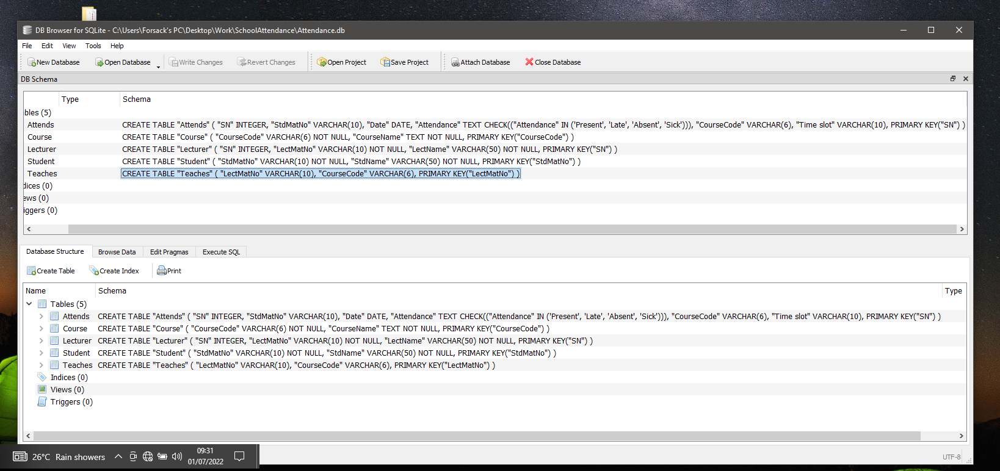 DB Browser for SQLite - C:\Users\Forsack's PC\Desktop\Work\SchoolAttendance\Attendance.db
File Edit View Tools Help
New Database Open Database Write Changes Revert Changes Open Project Save Project Attach Database Close Database
DB Schema
Type Schema
bles (5)
Attends CREATE TABLE "Attends" ( "SN" INTEGER, "StdMatNo" VARCHAR(10), "Date" DATE, "Attendance" TEXT CHECK(("Attendance" IN ('Present', 'Late', 'Absent', 'Sick'))), "CourseCode" VARCHAR(6), "Time slot" VARCHAR(10), PRIMARY KEY("SN") )
Course CREATE TABLE "Course" ( "CourseCode" VARCHAR(6) NOT NULL, "CourseName" TEXT NOT NULL, PRIMARY KEY("CourseCode") )
Lecturer CREATE TABLE "Lecturer" ( "SN" INTEGER, "LectMatNo" VARCHAR(10) NOT NULL, "LectName" VARCHAR(50) NOT NULL, PRIMARY KEY("SN") )
Student CREATE TABLE "Student" ( "StdMatNo" VARCHAR(10) NOT NULL, "StdName" VARCHAR(50) NOT NULL, PRIMARY KEY("StdMatNo") )
Teaches CREATE TABLE "Teaches" ( "LectMatNo" VARCHAR(10), "CourseCode" VARCHAR(6), PRIMARY KEY("LectMatNo") )
dices (0)
ews (0)
iggers (0)
Database Structure Browse Data Edit Pragmas Execute SQL
Create Table Create Index Print
Name Schema Type
Tables (5)
Attends CREATE TABLE "Attends" ( "SN" INTEGER, "StdMatNo" VARCHAR(10), "Date" DATE, "Attendance" TEXT CHECK(("Attendance" IN ('Present', 'Late', 'Absent', 'Sick'))), "CourseCode" VARCHAR(6), "Time slot" VARCHAR(10), PRIMARY KEY("SN") )
Course CREATE TABLE "Course" ( "CourseCode" VARCHAR(6) NOT NULL, "CourseName" TEXT NOT NULL, PRIMARY KEY("CourseCode") )
Lecturer CREATE TABLE "Lecturer" ( "SN" INTEGER, "LectMatNo" VARCHAR(10) NOT NULL, "LectName" VARCHAR(50) NOT NULL, PRIMARY KEY("SN") )
Student CREATE TABLE "Student" ( "StdMatNo" VARCHAR(10) NOT NULL, "StdName" VARCHAR(50) NOT NULL, PRIMARY KEY("StdMatNo") )
Teaches CREATE TABLE "Teaches" ( "LectMatNo" VARCHAR(10), "CourseCode" VARCHAR(6), PRIMARY KEY("LectMatNo") )
Indices (0)
Views (0)
Triggers (0)
26°C Rain showers
09:31
01/07/2022
UTF-8